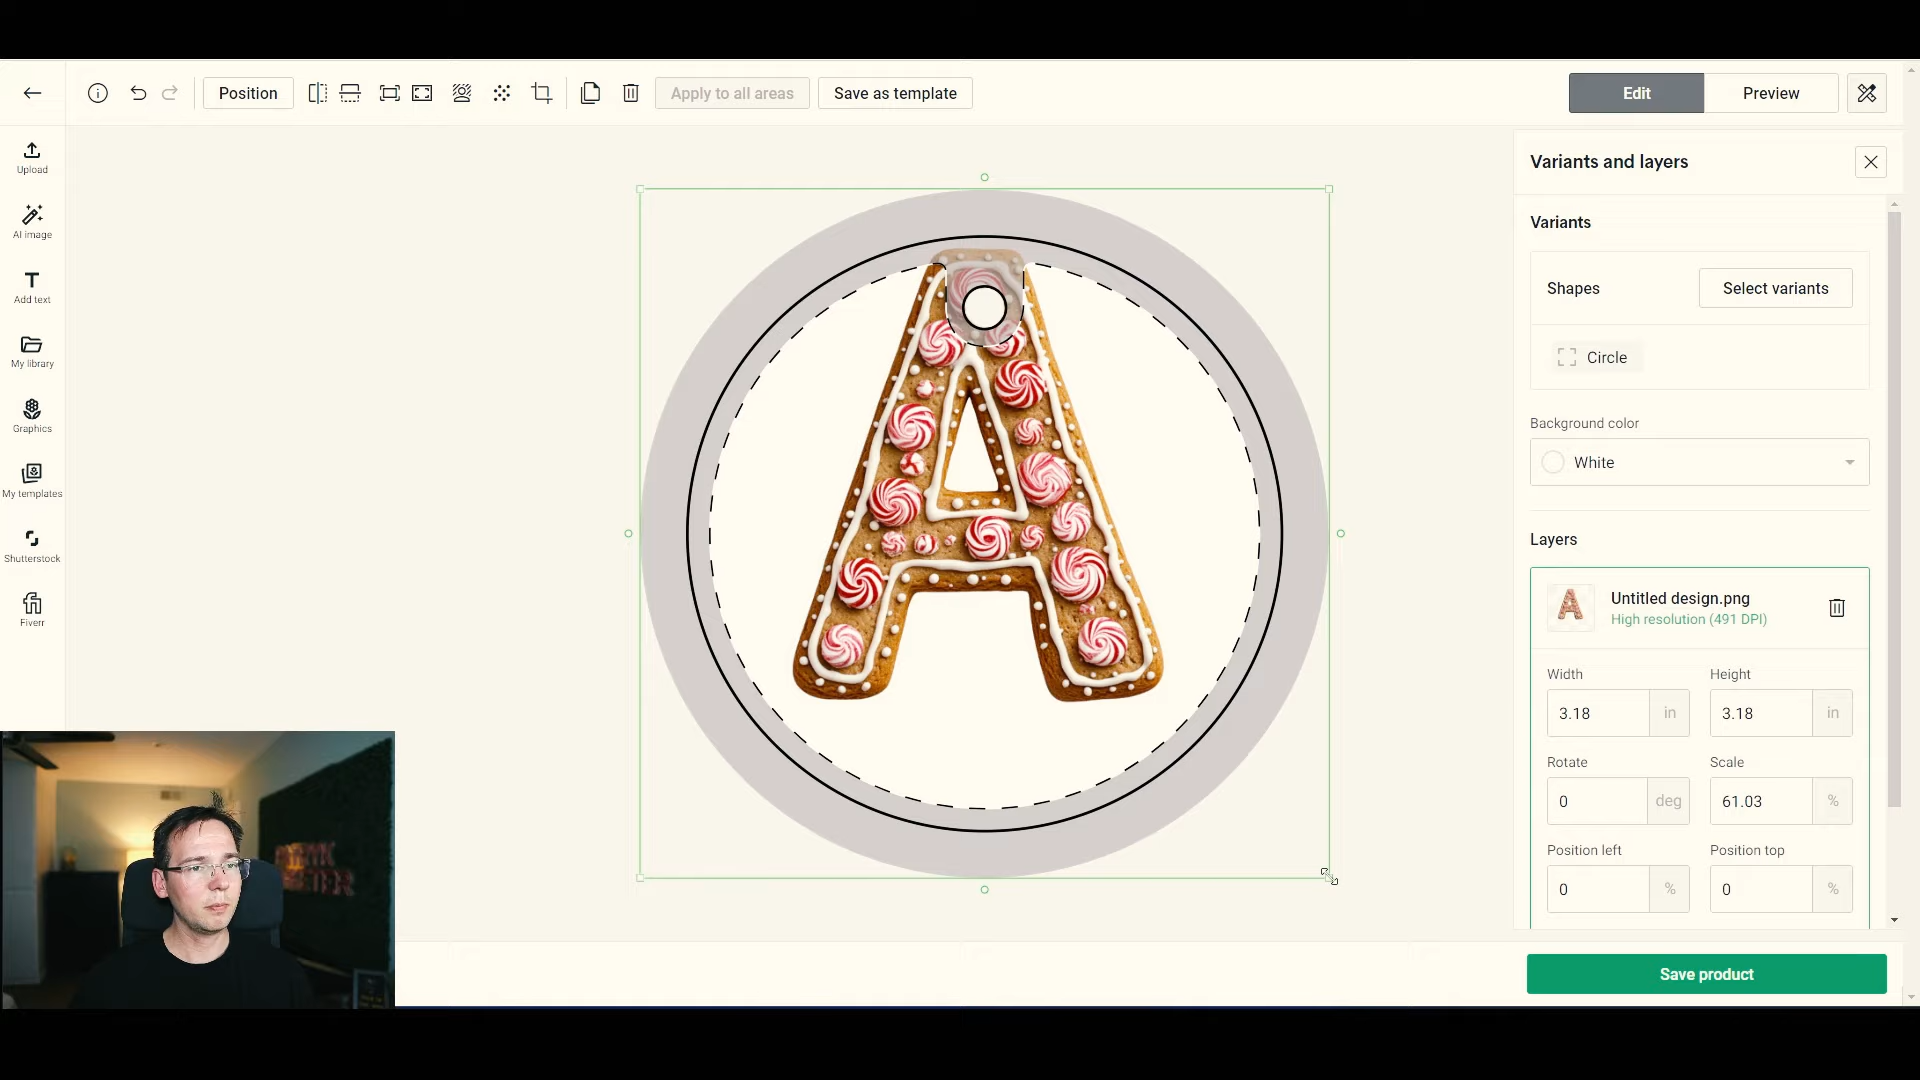 Position
Apply to all areas
Save as template
Edit
Preview
Upload
AI image
Add text
My library
Graphics
My templates
Shutterstock
Fiverr
Variants and layers
Variants
Shapes
Select variants
Circle
Background color
White
Layers
Untitled design.png
High resolution (491 DPI)
Width
Height
3.18 in
3.18 in
Rotate
Scale
0 deg
61.03 %
Position left
Position top
0 %
0 %
Save product